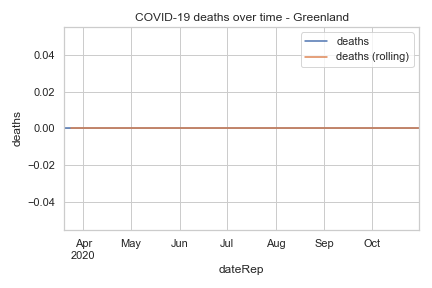 COVID-19 deaths over time - Greenland
deaths
deaths (rolling)
0.04
0.02
0.00
−0.02
−0.04
deaths
Apr
2020
May
Jun
Jul
Aug
Sep
Oct
dateRep